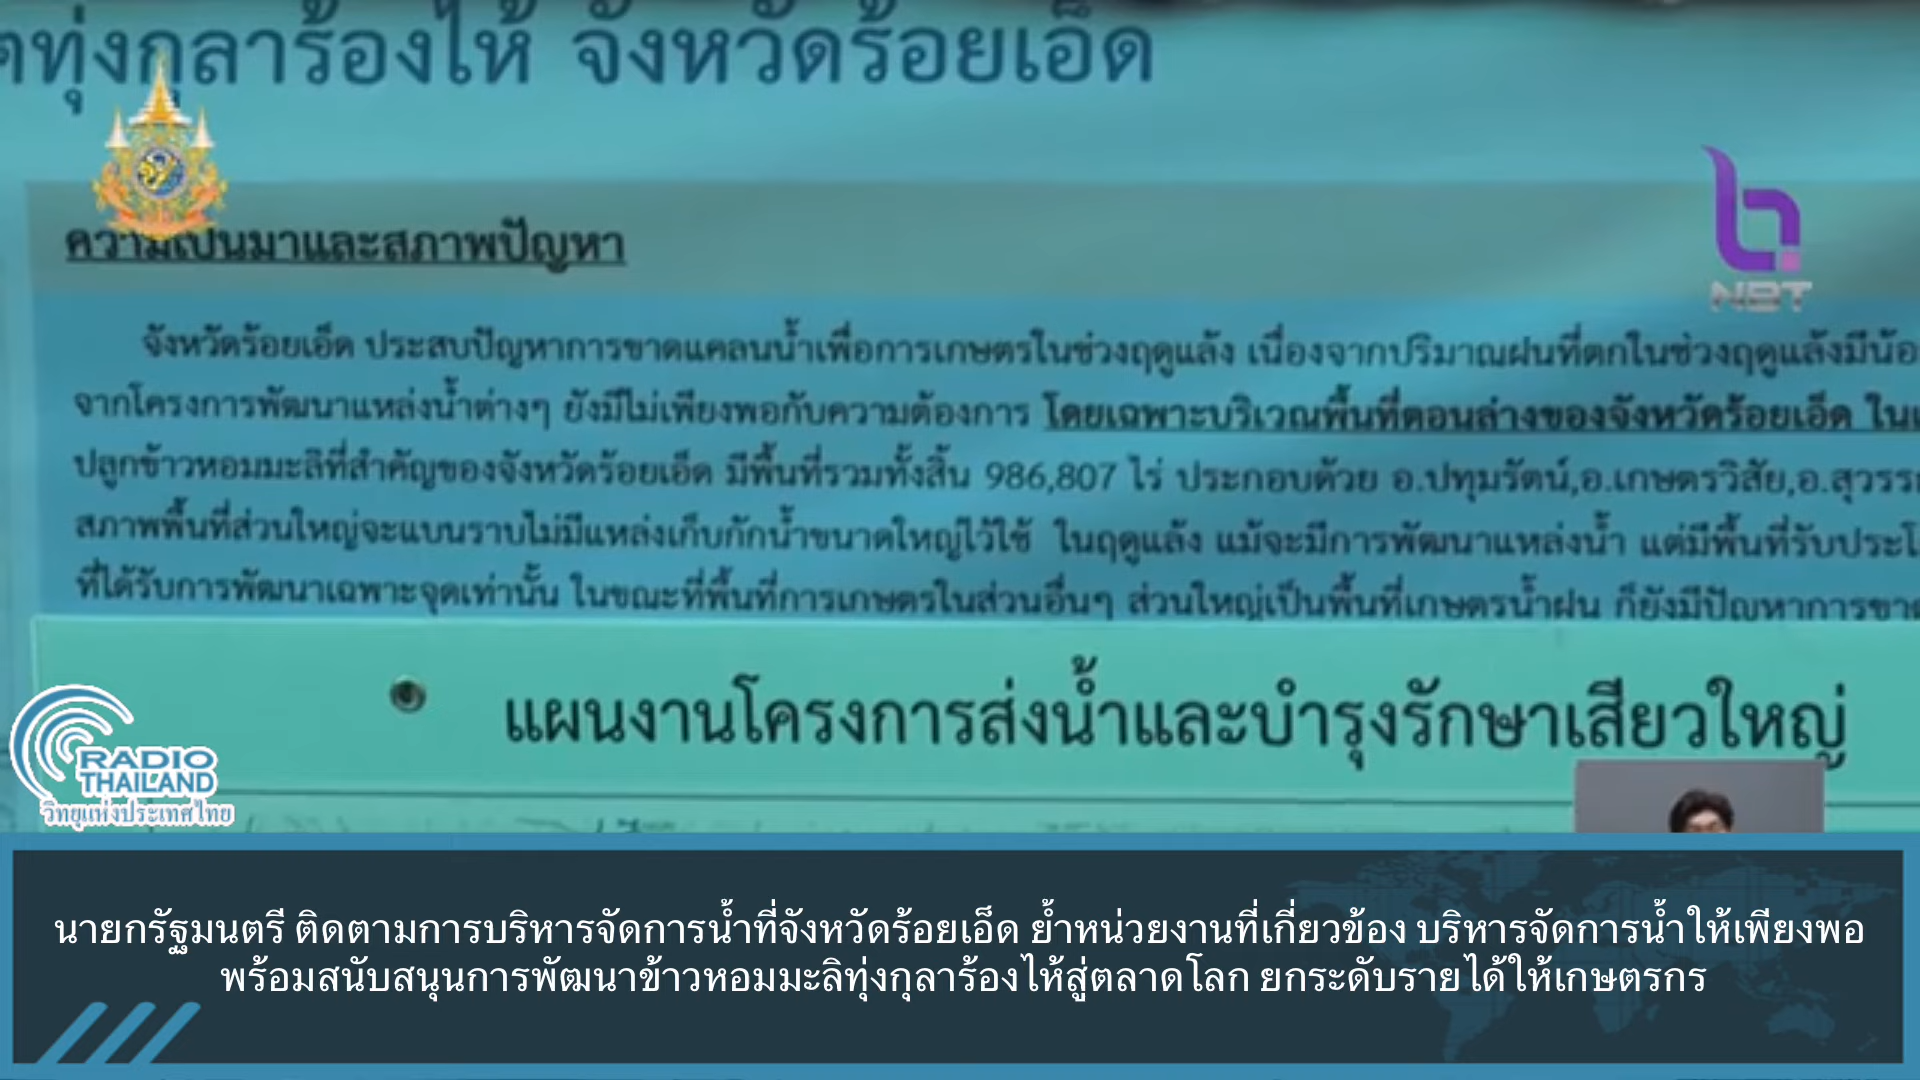 ทุ่งกุลาร้องไห้ จังหวัดร้อยเอ็ด
ความเป็นมาและสภาพปัญหา
NBT
จังหวัดร้อยเอ็ด ประสบปัญหาการขาดแคลนน้ำเพื่อการเกษตรในช่วงฤดูแล้ง เนื่องจากปริมาณฝนที่ตกในช่วงฤดูแล้งมีน้อ
จากโครงการพัฒนาแหล่งน้ำต่างๆ ยังมีไม่เพียงพอกับความต้องการ โดยเฉพาะบริเวณพื้นที่ตอนล่างของจังหวัดร้อยเอ็ด ใน
ปลูกข้าวหอมมะลิที่สำคัญของจังหวัดร้อยเอ็ด มีพื้นที่รวมทั้งสิ้น 986,807 ไร่ ประกอบด้วย อ.ปทุมรัตน์,อ.เกษตรวิสัย,อ.สุวรร
สภาพพื้นที่ส่วนใหญ่จะแบนราบไม่มีแหล่งเก็บกักน้ำขนาดใหญ่ไว้ใช้ ในฤดูแล้ง แม้จะมีการพัฒนาแหล่งน้ำ แต่มีพื้นที่รับประโ
ที่ได้รับการพัฒนาเฉพาะจุดเท่านั้น ในขณะที่พื้นที่การเกษตรในส่วนอื่นๆ ส่วนใหญ่เป็นพื้นที่เกษตรน้ำฝน ก็ยังมีปัญหาการขา
แผนงานโครงการส่งน้ำและบำรุงรักษาเสียวใหญ่
RADIO
THAILAND
วิทยุแห่งประเทศไทย
นายกรัฐมนตรี ติดตามการบริหารจัดการน้ำที่จังหวัดร้อยเอ็ด ย้ำหน่วยงานที่เกี่ยวข้อง บริหารจัดการน้ำให้เพียงพอ
พร้อมสนับสนุนการพัฒนาข้าวหอมมะลิทุ่งกุลาร้องไห้สู่ตลาดโลก ยกระดับรายได้ให้เกษตรกร